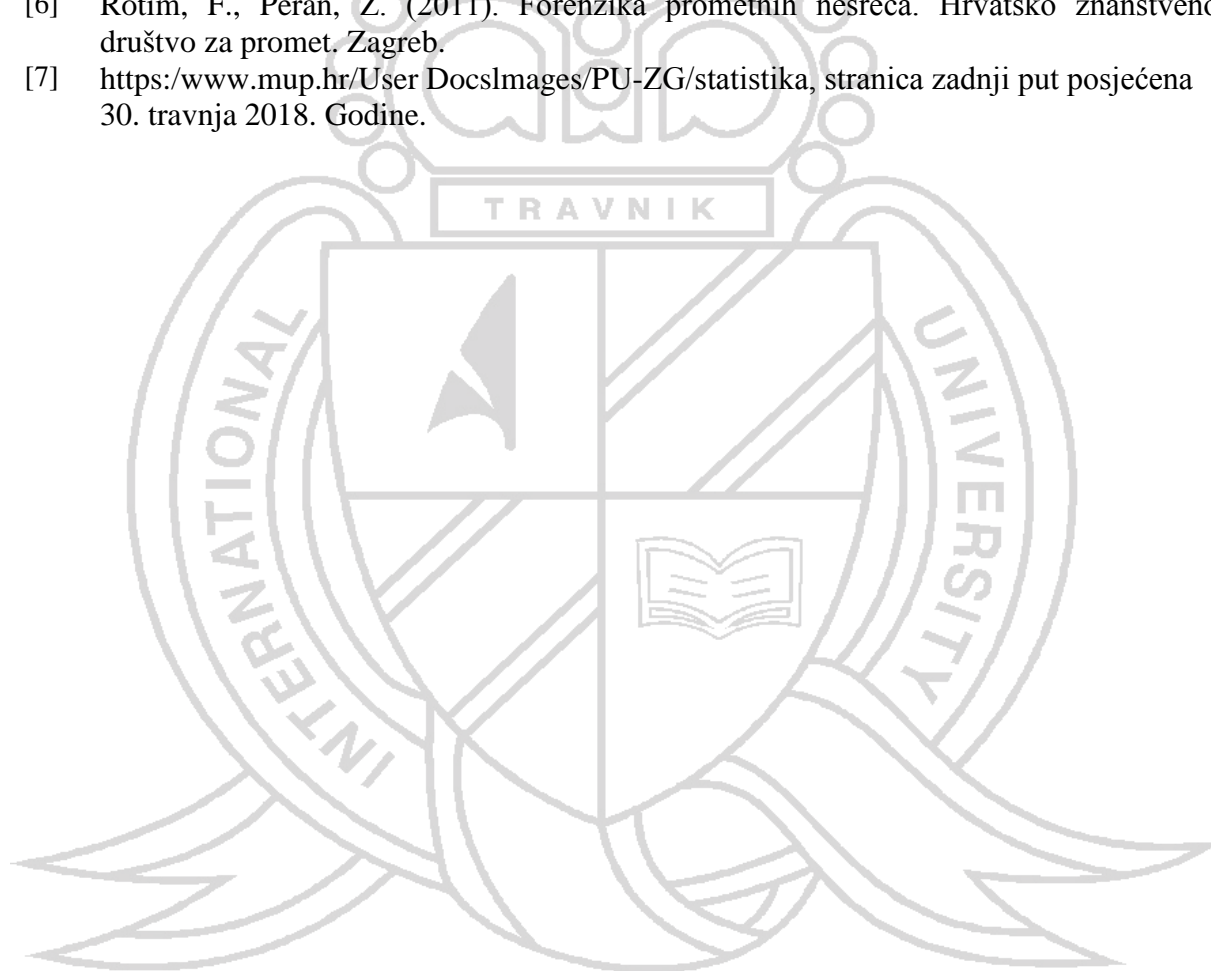 [6] Rotim, F., Peran, Z. (2011). Forenzika prometnih nesreća. Hrvatsko znanstveno
društvo za promet. Zagreb.
[7] https:/www.mup.hr/User Docslmages/PU-ZG/statistika, stranica zadnji put posjećena
30. travnja 2018. Godine.
TRAVNIK
INTERNATIONAL
UNIVERSITY